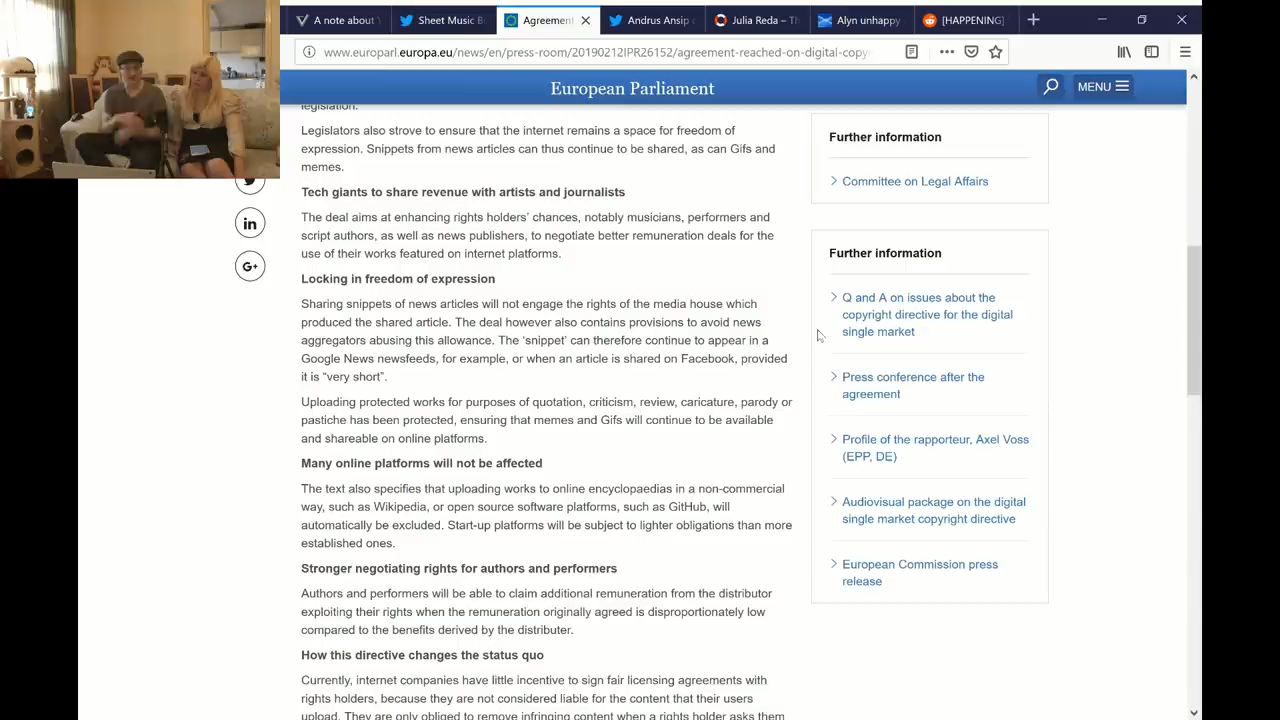 A note about
Sheet Music B
Agreement
Andrus Ansip
Julia Reda – Th
Alyn unhappy
[HAPPENING]
www.europarl.europa.eu/news/en/press-room/20190212IPR26152/agreement-reached-on-digital-copy
European Parliament
MENU
legislation.
Legislators also strove to ensure that the internet remains a space for freedom of
expression. Snippets from news articles can thus continue to be shared, as can Gifs and
memes.
Tech giants to share revenue with artists and journalists
The deal aims at enhancing rights holders’ chances, notably musicians, performers and
script authors, as well as news publishers, to negotiate better remuneration deals for the
use of their works featured on internet platforms.
Locking in freedom of expression
Sharing snippets of news articles will not engage the rights of the media house which
produced the shared article. The deal however also contains provisions to avoid news
aggregators abusing this allowance. The ‘snippet’ can therefore continue to appear in a
Google News newsfeeds, for example, or when an article is shared on Facebook, provided
it is “very short”.
Uploading protected works for purposes of quotation, criticism, review, caricature, parody or
pastiche has been protected, ensuring that memes and Gifs will continue to be available
and shareable on online platforms.
Many online platforms will not be affected
The text also specifies that uploading works to online encyclopaedias in a non-commercial
way, such as Wikipedia, or open source software platforms, such as GitHub, will
automatically be excluded. Start-up platforms will be subject to lighter obligations than more
established ones.
Stronger negotiating rights for authors and performers
Authors and performers will be able to claim additional remuneration from the distributor
exploiting their rights when the remuneration originally agreed is disproportionately low
compared to the benefits derived by the distributer.
How this directive changes the status quo
Currently, internet companies have little incentive to sign fair licensing agreements with
rights holders, because they are not considered liable for the content that their users
upload. They are only obliged to remove infringing content when a rights holder asks them
in
G+
Further information
Committee on Legal Affairs
Further information
Q and A on issues about the
copyright directive for the digital
single market
Press conference after the
agreement
Profile of the rapporteur, Axel Voss
(EPP, DE)
Audiovisual package on the digital
single market copyright directive
European Commission press
release